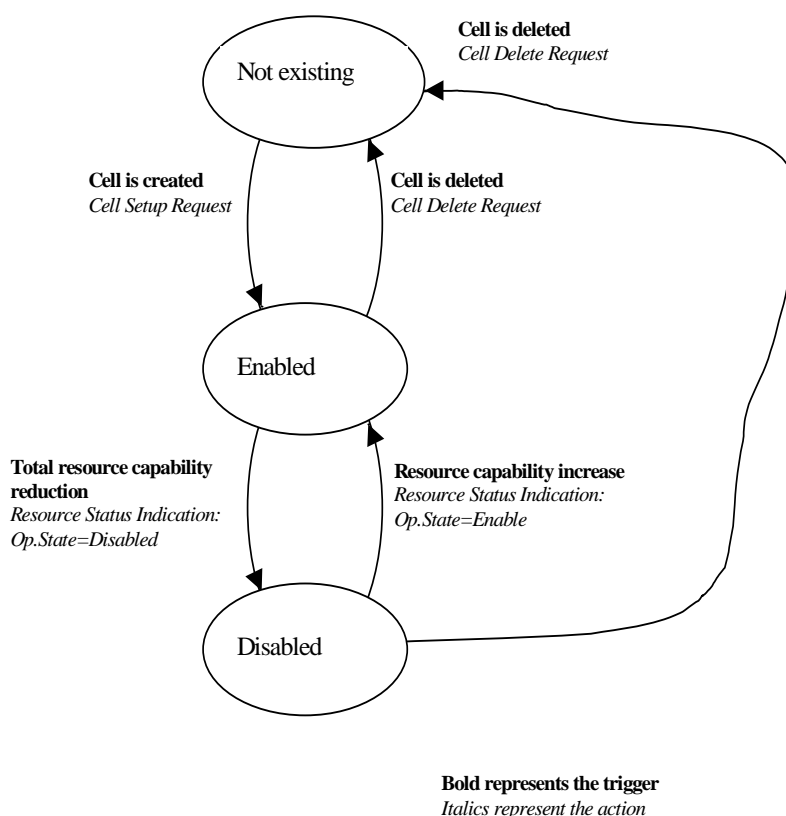 Cell is deleted
Cell Delete Request
Not existing
Cell is created
Cell Setup Request
Cell is deleted
Cell Delete Request
Enabled
Total resource capability
reduction
Resource Status Indication:
Op.State=Disabled
Resource capability increase
Resource Status Indication:
Op.State=Enable
Disabled
Bold represents the trigger
Italics represent the action